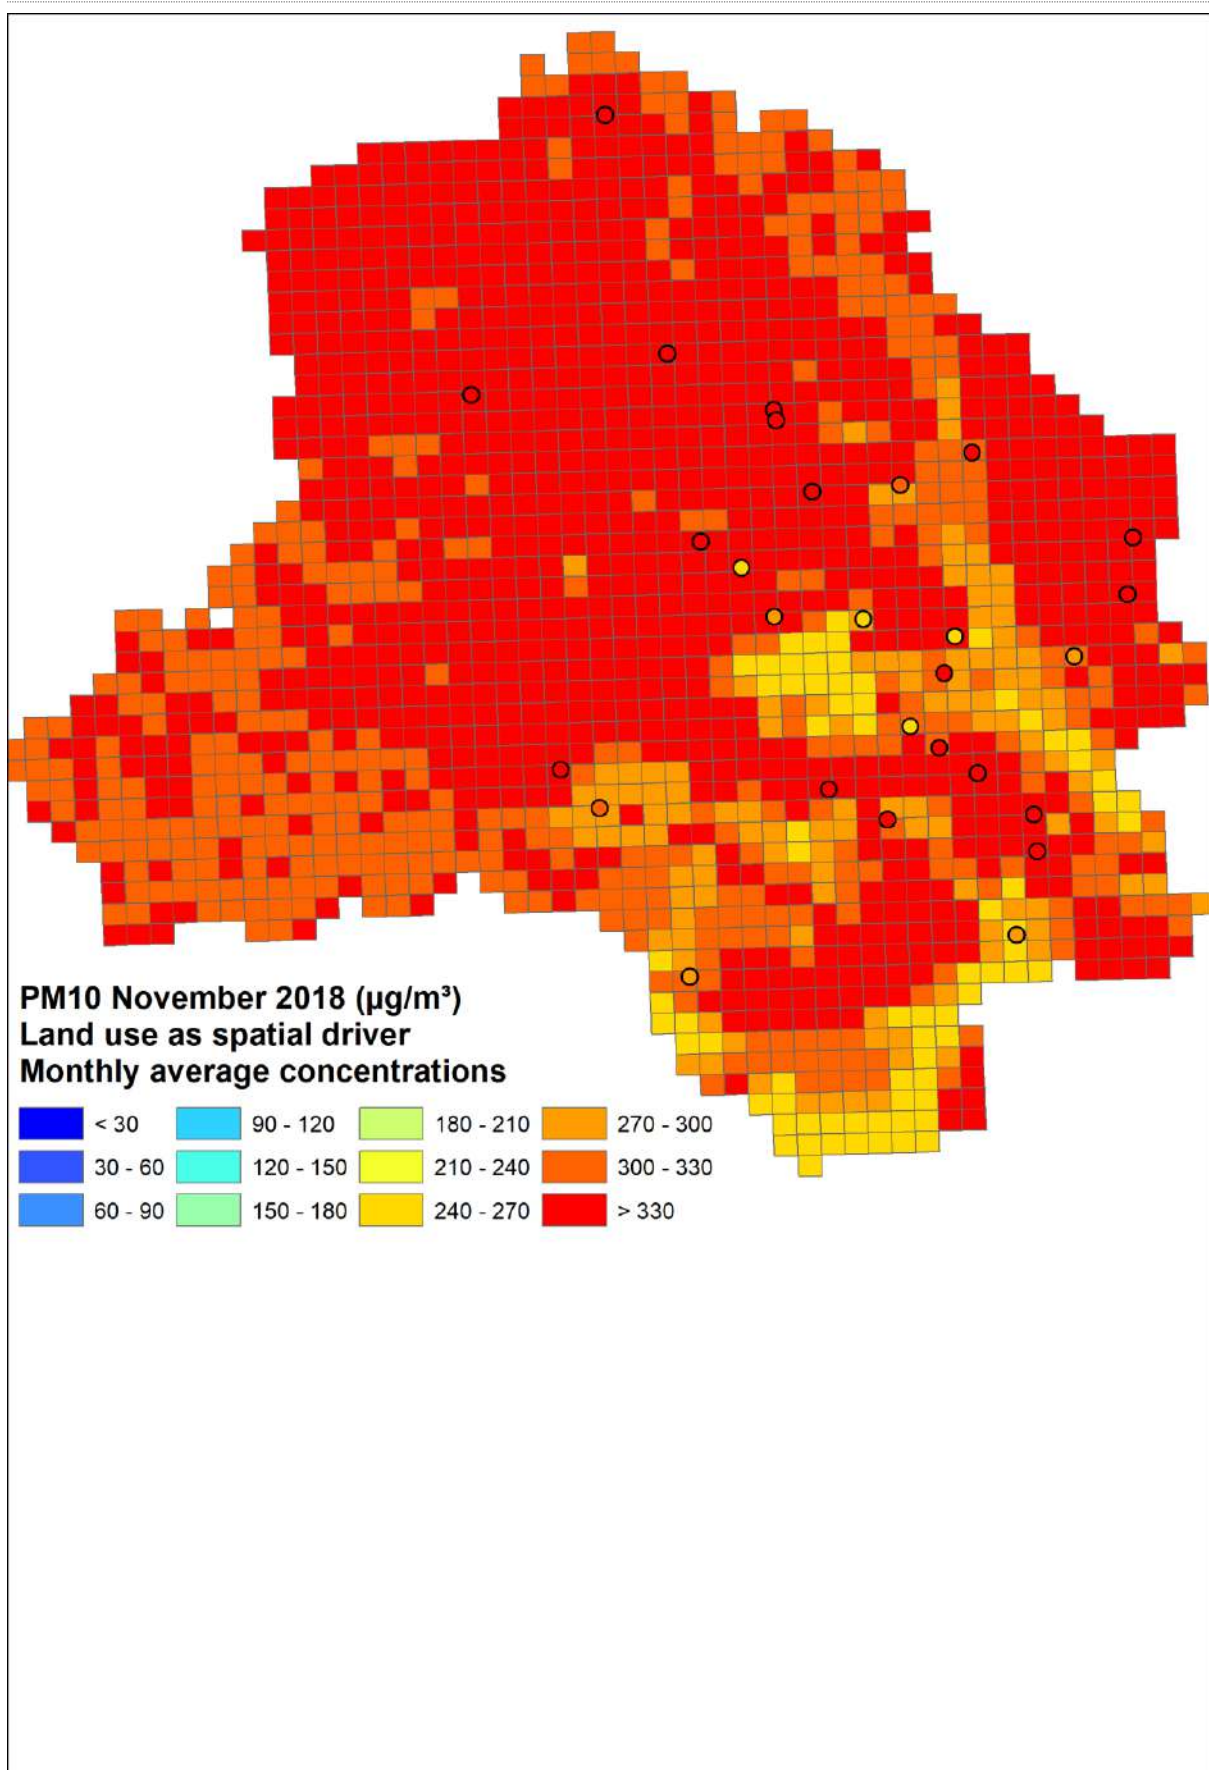 PM10 November 2018 (µg/m³)
Land use as spatial driver
Monthly average concentrations
< 30 90 - 120 180 - 210 270 - 300
30 - 60 120 - 150 210 - 240 300 - 330
60 - 90 150 - 180 240 - 270 > 330